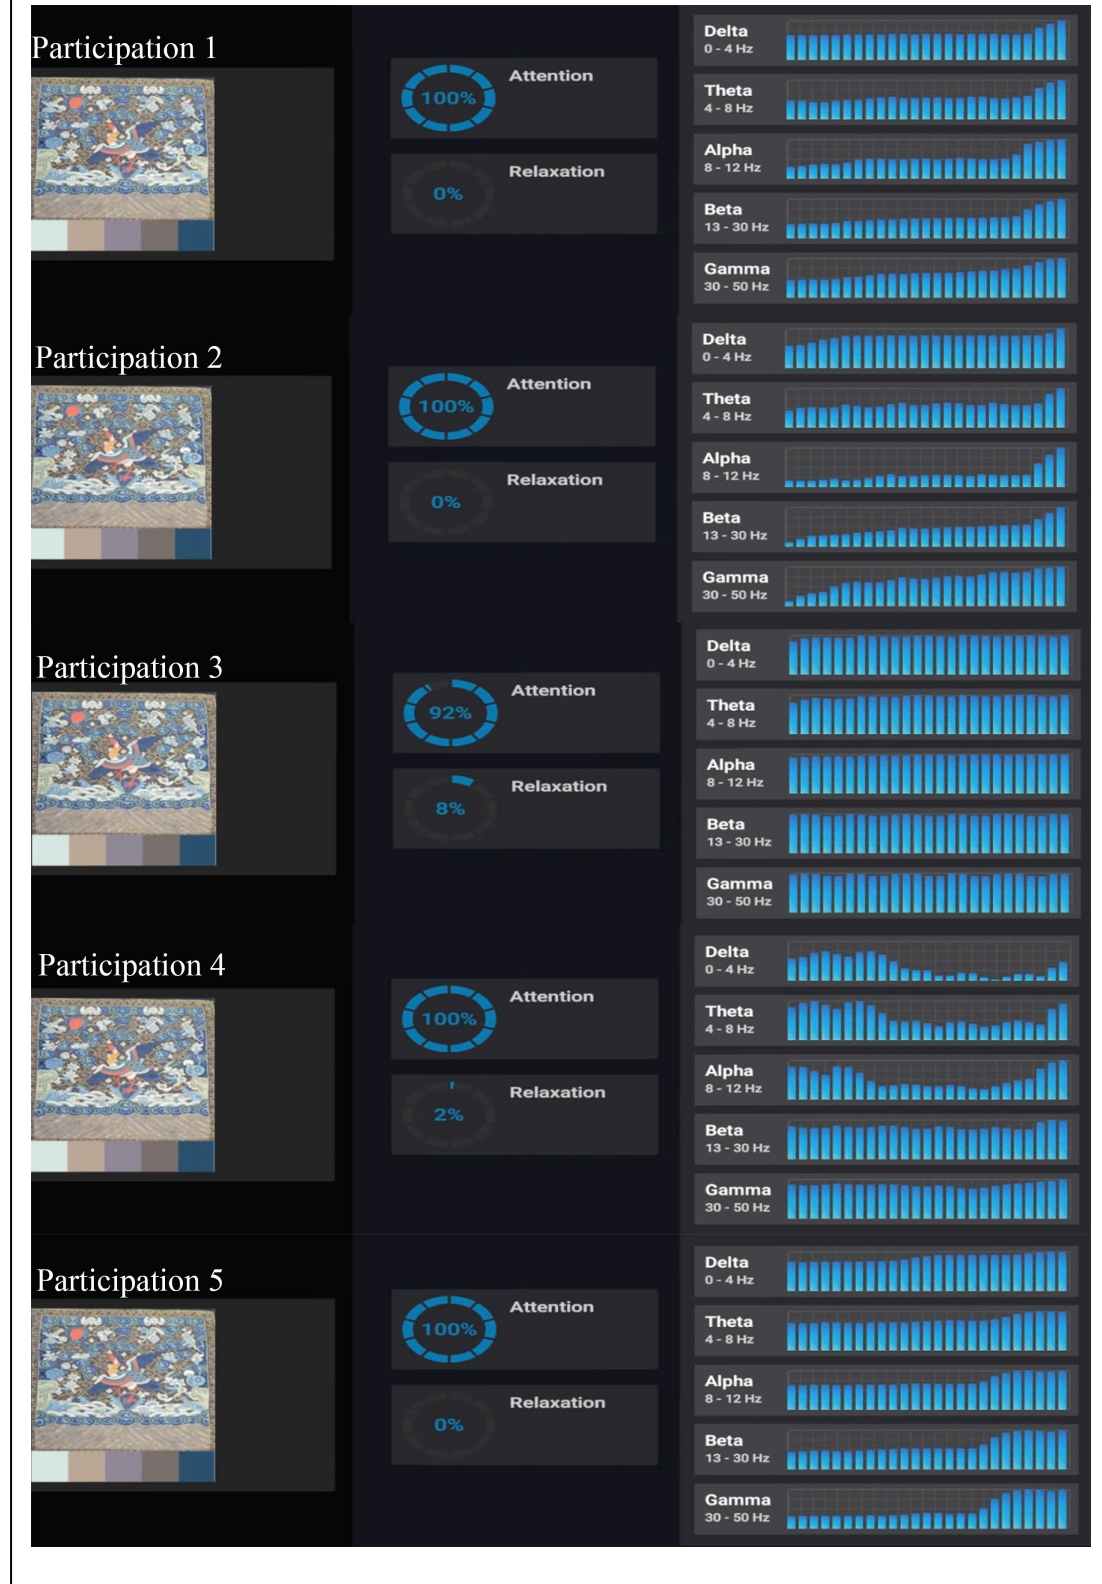 Participation 1
Attention
100%
Relaxation
0%
Delta
0 - 4 Hz
Theta
4 - 8 Hz
Alpha
8 - 12 Hz
Beta
13 - 30 Hz
Gamma
30 - 50 Hz
Participation 2
Attention
100%
Relaxation
0%
Delta
0 - 4 Hz
Theta
4 - 8 Hz
Alpha
8 - 12 Hz
Beta
13 - 30 Hz
Gamma
30 - 50 Hz
Participation 3
Attention
92%
Relaxation
8%
Delta
0 - 4 Hz
Theta
4 - 8 Hz
Alpha
8 - 12 Hz
Beta
13 - 30 Hz
Gamma
30 - 50 Hz
Participation 4
Attention
100%
Relaxation
2%
Delta
0 - 4 Hz
Theta
4 - 8 Hz
Alpha
8 - 12 Hz
Beta
13 - 30 Hz
Gamma
30 - 50 Hz
Participation 5
Attention
100%
Relaxation
0%
Delta
0 - 4 Hz
Theta
4 - 8 Hz
Alpha
8 - 12 Hz
Beta
13 - 30 Hz
Gamma
30 - 50 Hz